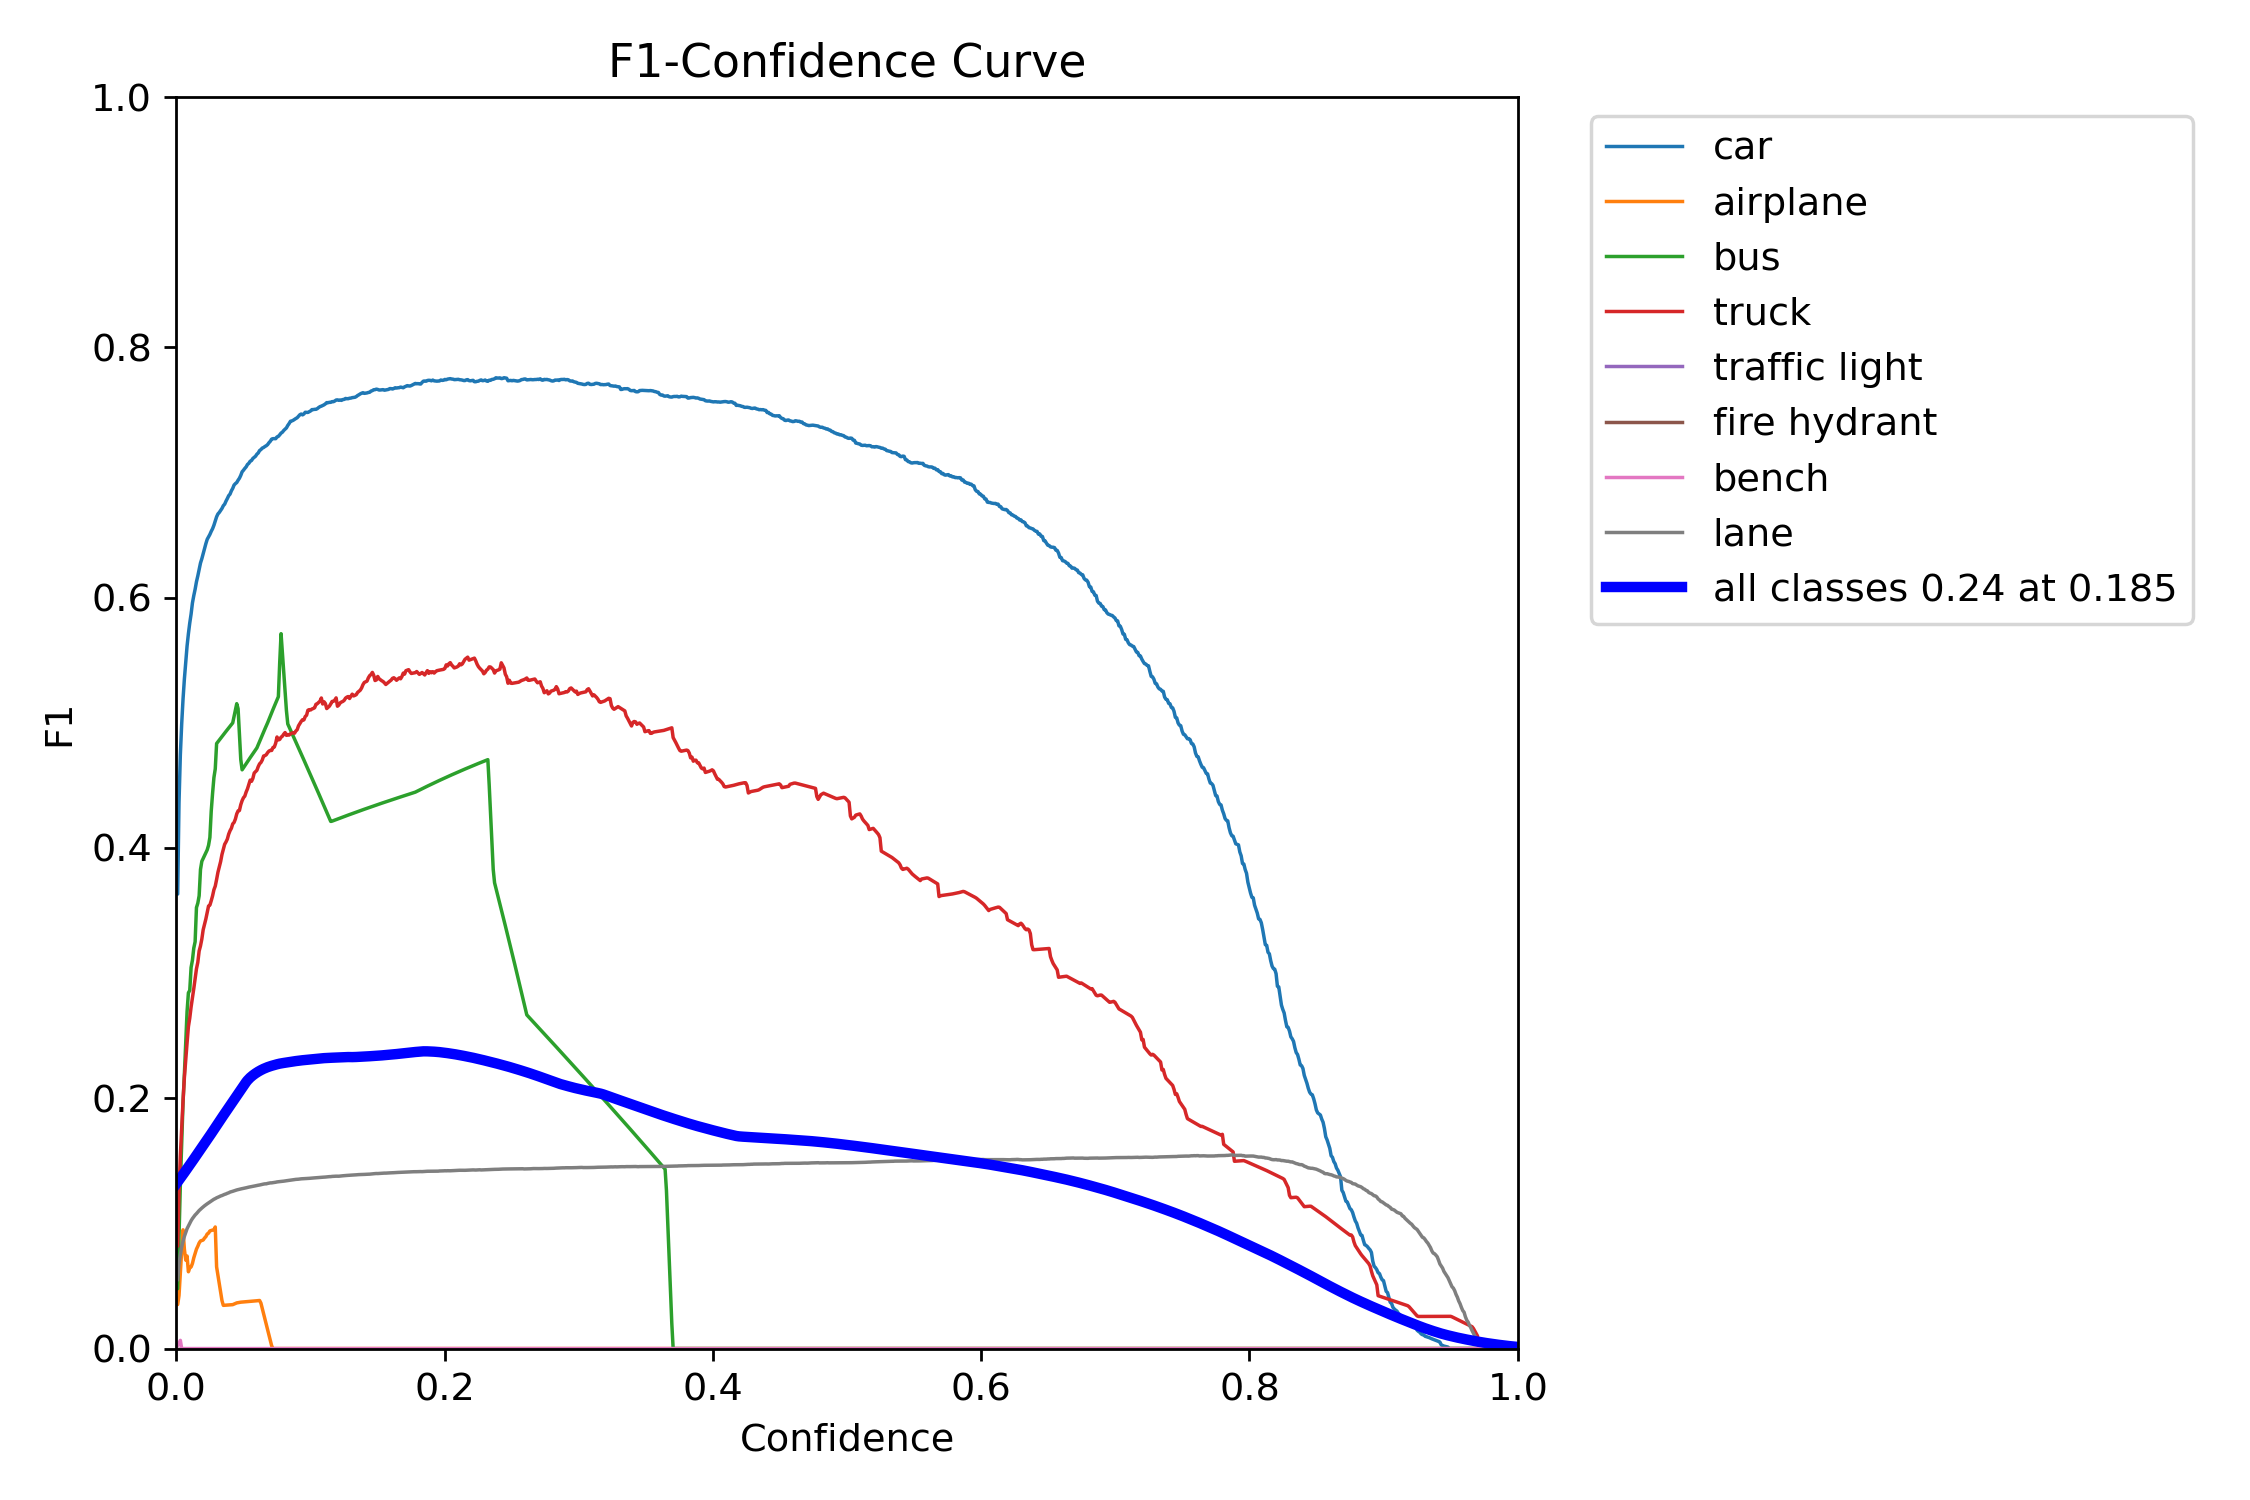 F1-Confidence Curve
1.0
0.8
0.6
0.4
0.2
0.0
F1
0.0 0.2 0.4 0.6 0.8 1.0
Confidence
car
airplane
bus
truck
traffic light
fire hydrant
bench
lane
all classes 0.24 at 0.185